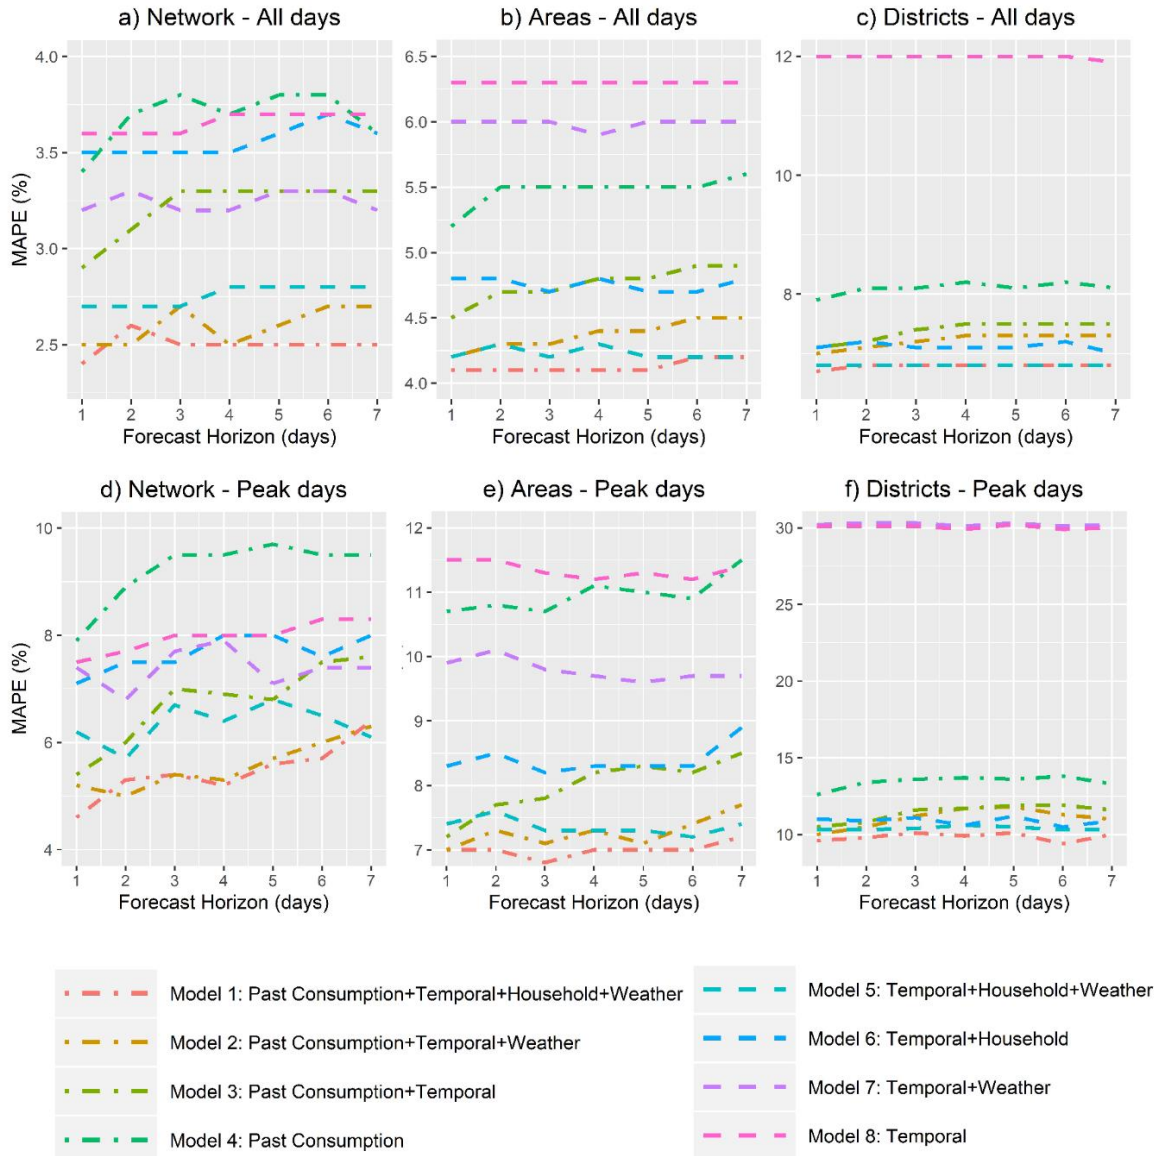 a) Network - All days
b) Areas - All days
c) Districts - All days
MAPE (%)
4.0
3.5
3.0
2.5
6.5
6.0
5.5
5.0
4.5
4.0
12
10
8
1 2 3 4 5 6 7
1 2 3 4 5 6 7
1 2 3 4 5 6 7
Forecast Horizon (days)
Forecast Horizon (days)
Forecast Horizon (days)
d) Network - Peak days
e) Areas - Peak days
f) Districts - Peak days
MAPE (%)
10
8
6
4
12
11
10
9
8
7
30
25
20
15
10
1 2 3 4 5 6 7
1 2 3 4 5 6 7
1 2 3 4 5 6 7
Forecast Horizon (days)
Forecast Horizon (days)
Forecast Horizon (days)
Model 1: Past Consumption+Temporal+Household+Weather
Model 2: Past Consumption+Temporal+Weather
Model 3: Past Consumption+Temporal
Model 4: Past Consumption
Model 5: Temporal+Household+Weather
Model 6: Temporal+Household
Model 7: Temporal+Weather
Model 8: Temporal